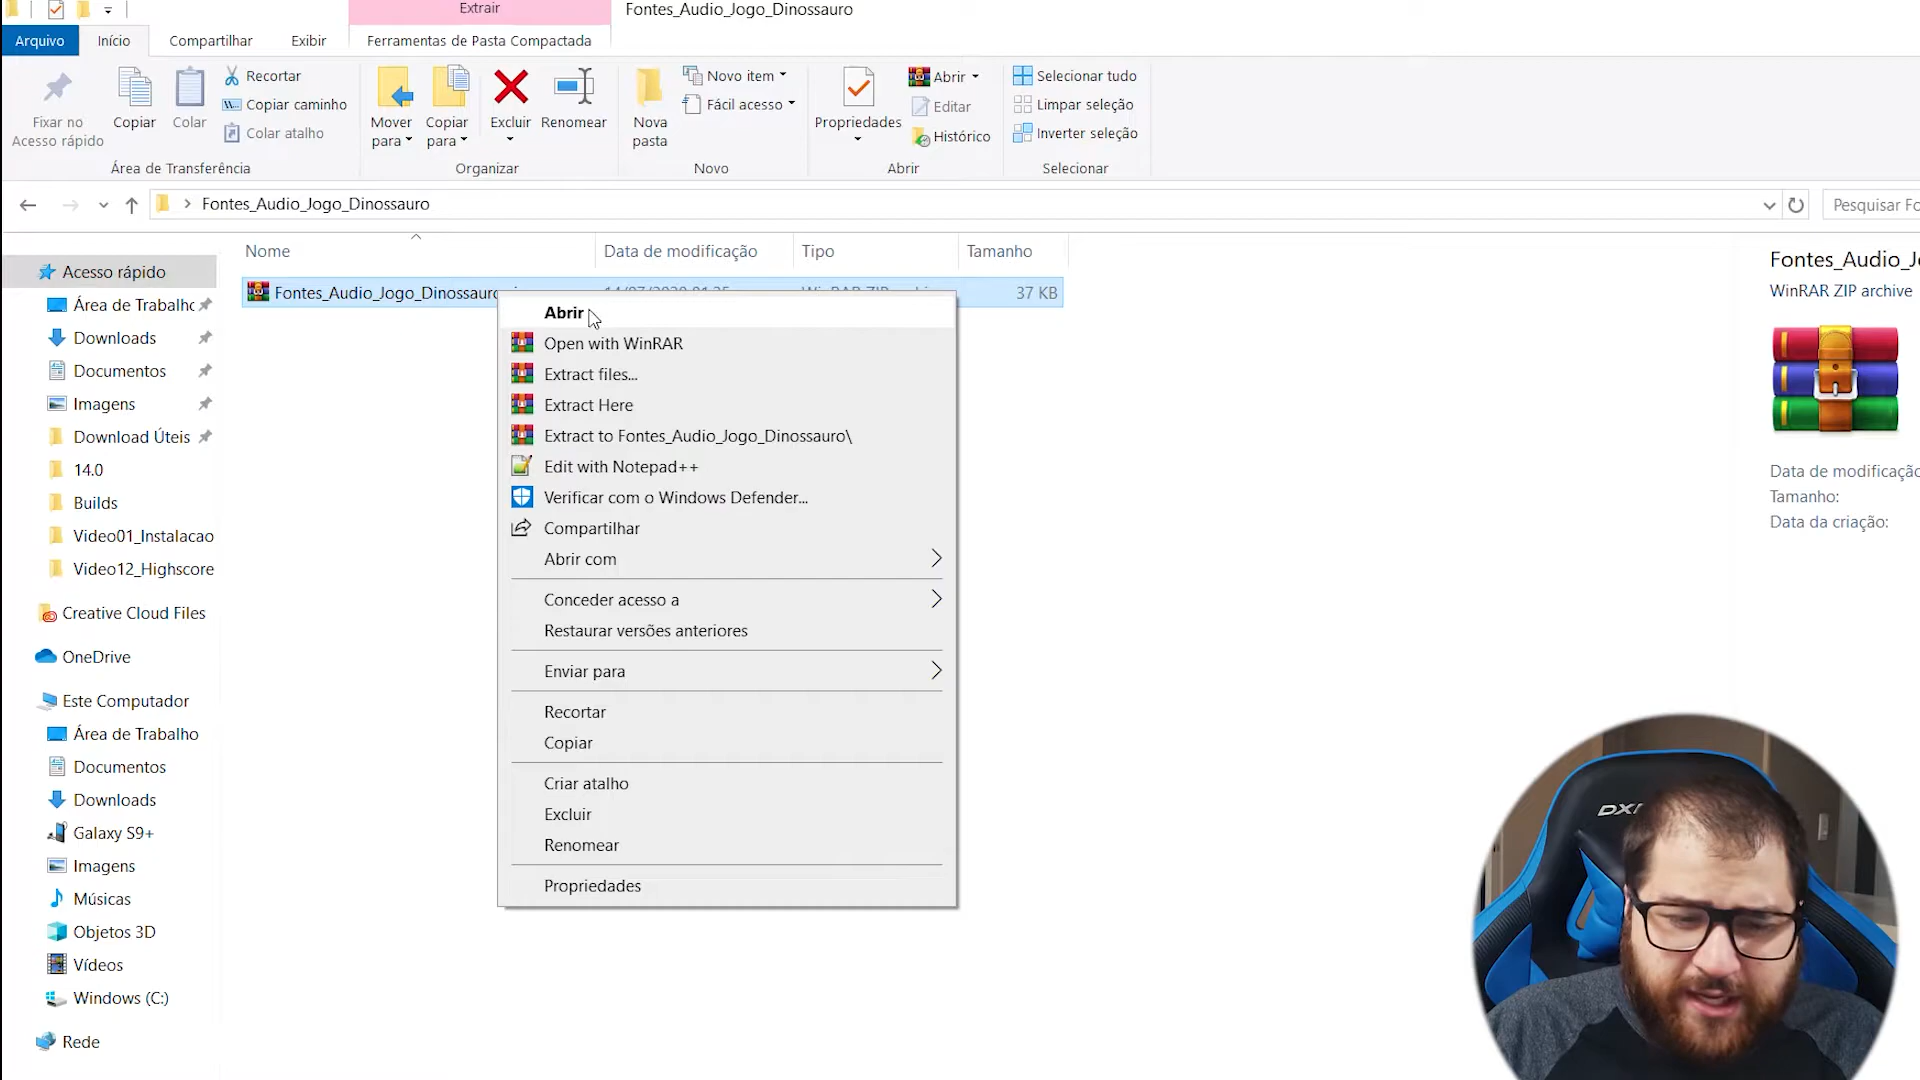 Extrair
Fontes_Audio_Jogo_Dinossauro
Arquivo
Início
Compartilhar
Exibir
Ferramentas de Pasta Compactada
Fixar no
Acesso rápido
Copiar
Colar
Recortar
Copiar caminho
Colar atalho
Mover
para
Copiar
para
Excluir
Renomear
Nova
pasta
Novo item
Fácil acesso
Propriedades
Abrir
Editar
Histórico
Selecionar tudo
Limpar seleção
Inverter seleção
Área de Transferência
Organizar
Novo
Abrir
Selecionar
Fontes_Audio_Jogo_Dinossauro
Pesquisar Fo
Nome
Data de modificação
Tipo
Tamanho
Fontes_Audio_Jogo_Dinossauro
37 KB
Acesso rápido
Área de Trabalho
Downloads
Documentos
Imagens
Download Úteis
14.0
Builds
Video01_Instalacao
Video12_Highscore
Creative Cloud Files
OneDrive
Este Computador
Área de Trabalho
Documentos
Downloads
Galaxy S9+
Imagens
Músicas
Objetos 3D
Vídeos
Windows (C:)
Rede
Abrir
Open with WinRAR
Extract files...
Extract Here
Extract to Fontes_Audio_Jogo_Dinossauro\
Edit with Notepad++
Verificar com o Windows Defender...
Compartilhar
Abrir com
Conceder acesso a
Restaurar versões anteriores
Enviar para
Recortar
Copiar
Criar atalho
Excluir
Renomear
Propriedades
Fontes_Audio_Jo
WinRAR ZIP archive
Data de modificação
Tamanho:
Data da criação:
DXR